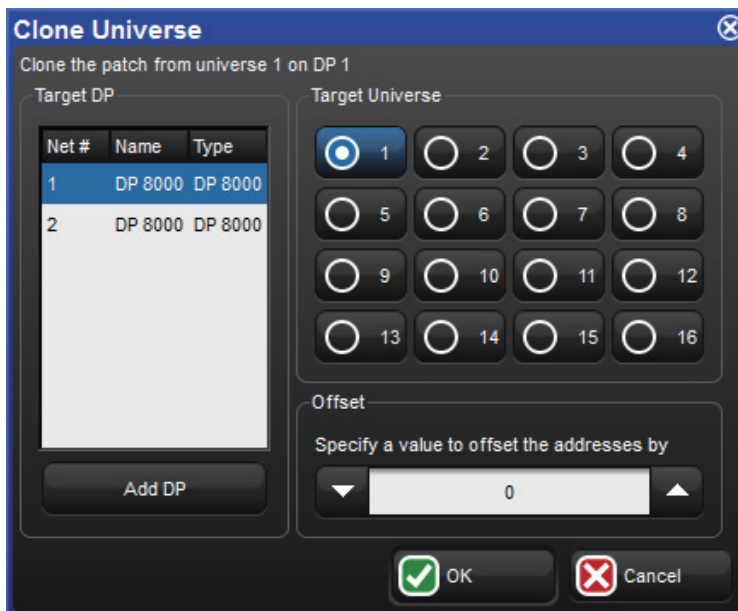 Clone Universe
Clone the patch from universe 1 on DP 1
Target DP
Net # Name Type
1 DP 8000 DP 8000
2 DP 8000 DP 8000
Add DP
Target Universe
1 2 3 4
5 6 7 8
9 10 11 12
13 14 15 16
Offset
Specify a value to offset the addresses by
0
OK Cancel